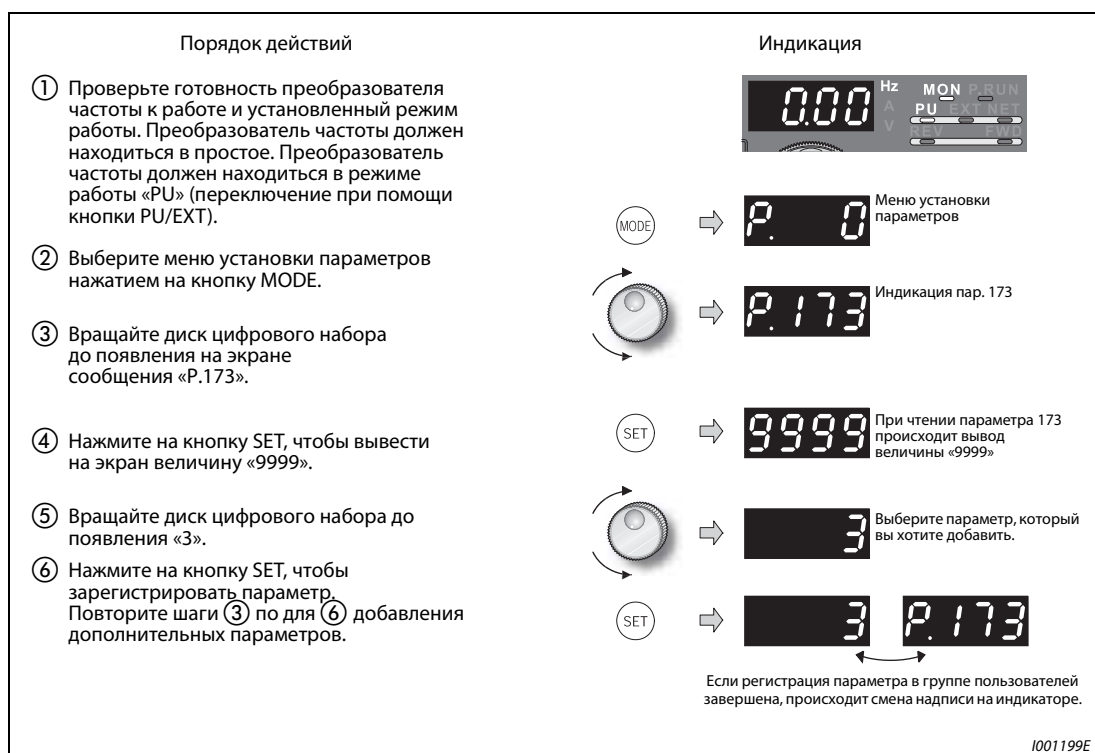 Порядок действий
Индикация
① Проверьте готовность преобразователя
частоты к работе и установленный режим
работы. Преобразователь частоты должен
находиться в простое. Преобразователь
частоты должен находиться в режиме
работы «PU» (переключение при помощи
кнопки PU/EXT).
② Выберите меню установки параметров
нажатием на кнопку MODE.
③ Вращайте диск цифрового набора
до появления на экране
сообщения «P.173».
④ Нажмите на кнопку SET, чтобы вывести
на экран величину «9999».
⑤ Вращайте диск цифрового набора до
появления «3».
⑥ Нажмите на кнопку SET, чтобы
зарегистрировать параметр.
Повторите шаги ③ по для ⑥ добавления
дополнительных параметров.
0.00 Hz MON P.RUN
A PU EXT NET
V REV FWD
MODE P. 0 Меню установки
параметров
P.173 Индикация пар. 173
SET 9999 При чтении параметра 173
происходит вывод
величины «9999»
3 Выберите параметр, который
вы хотите добавить.
SET 3 P.173
Если регистрация параметра в группе пользователей
завершена, происходит смена надписи на индикаторе.
I001199E